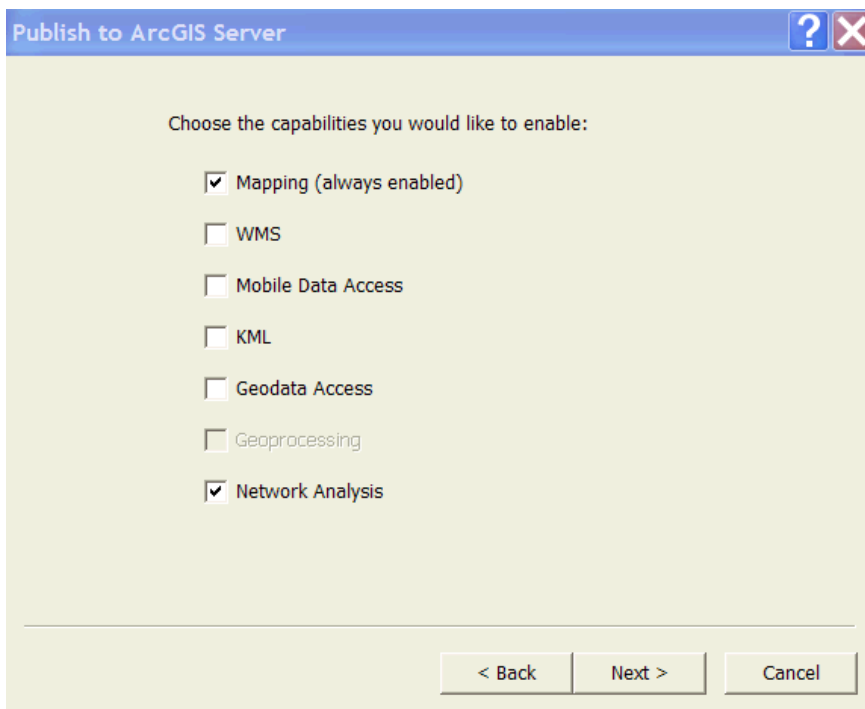 Publish to ArcGIS Server
Choose the capabilities you would like to enable:
Mapping (always enabled)
WMS
Mobile Data Access
KML
Geodata Access
Geoprocessing
Network Analysis
< Back Next > Cancel